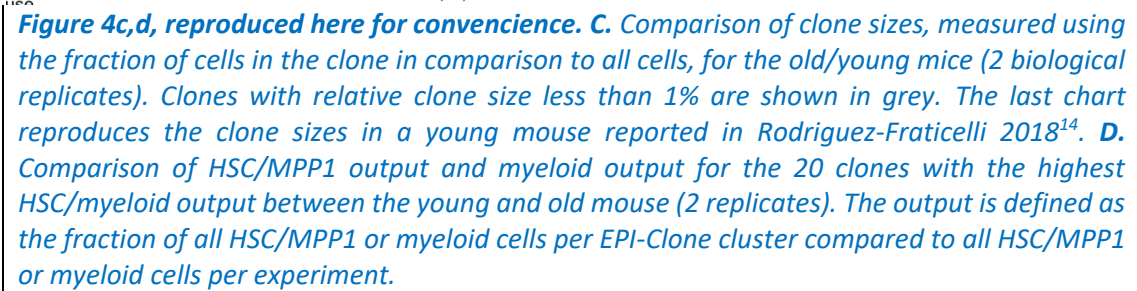 use
Figure 4c,d, reproduced here for convencience. C. Comparison of clone sizes, measured using
the fraction of cells in the clone in comparison to all cells, for the old/young mice (2 biological
replicates). Clones with relative clone size less than 1% are shown in grey. The last chart
reproduces the clone sizes in a young mouse reported in Rodriguez-Fraticelli 2018¹⁴. D.
Comparison of HSC/MPP1 output and myeloid output for the 20 clones with the highest
HSC/myeloid output between the young and old mouse (2 replicates). The output is defined as
the fraction of all HSC/MPP1 or myeloid cells per EPI-Clone cluster compared to all HSC/MPP1
or myeloid cells per experiment.